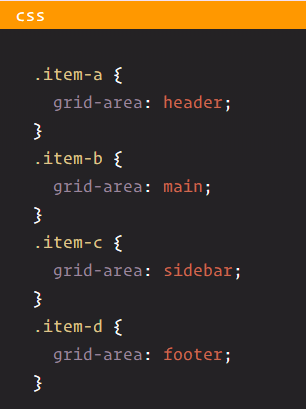 css
.item-a {
  grid-area: header;
}
.item-b {
  grid-area: main;
}
.item-c {
  grid-area: sidebar;
}
.item-d {
  grid-area: footer;
}